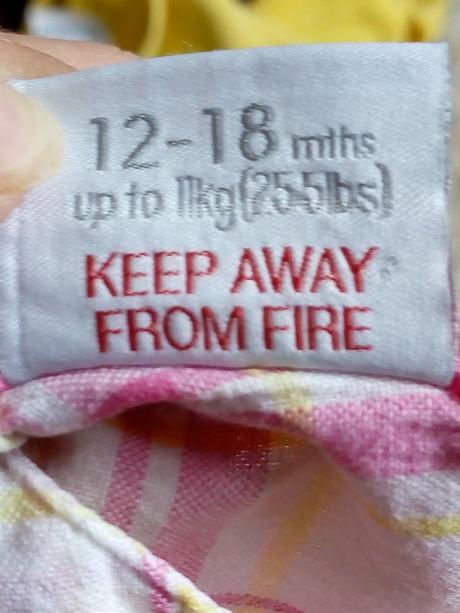 12-18 mths
up to 11kg(25·5lbs)
KEEP AWAY
FROM FIRE